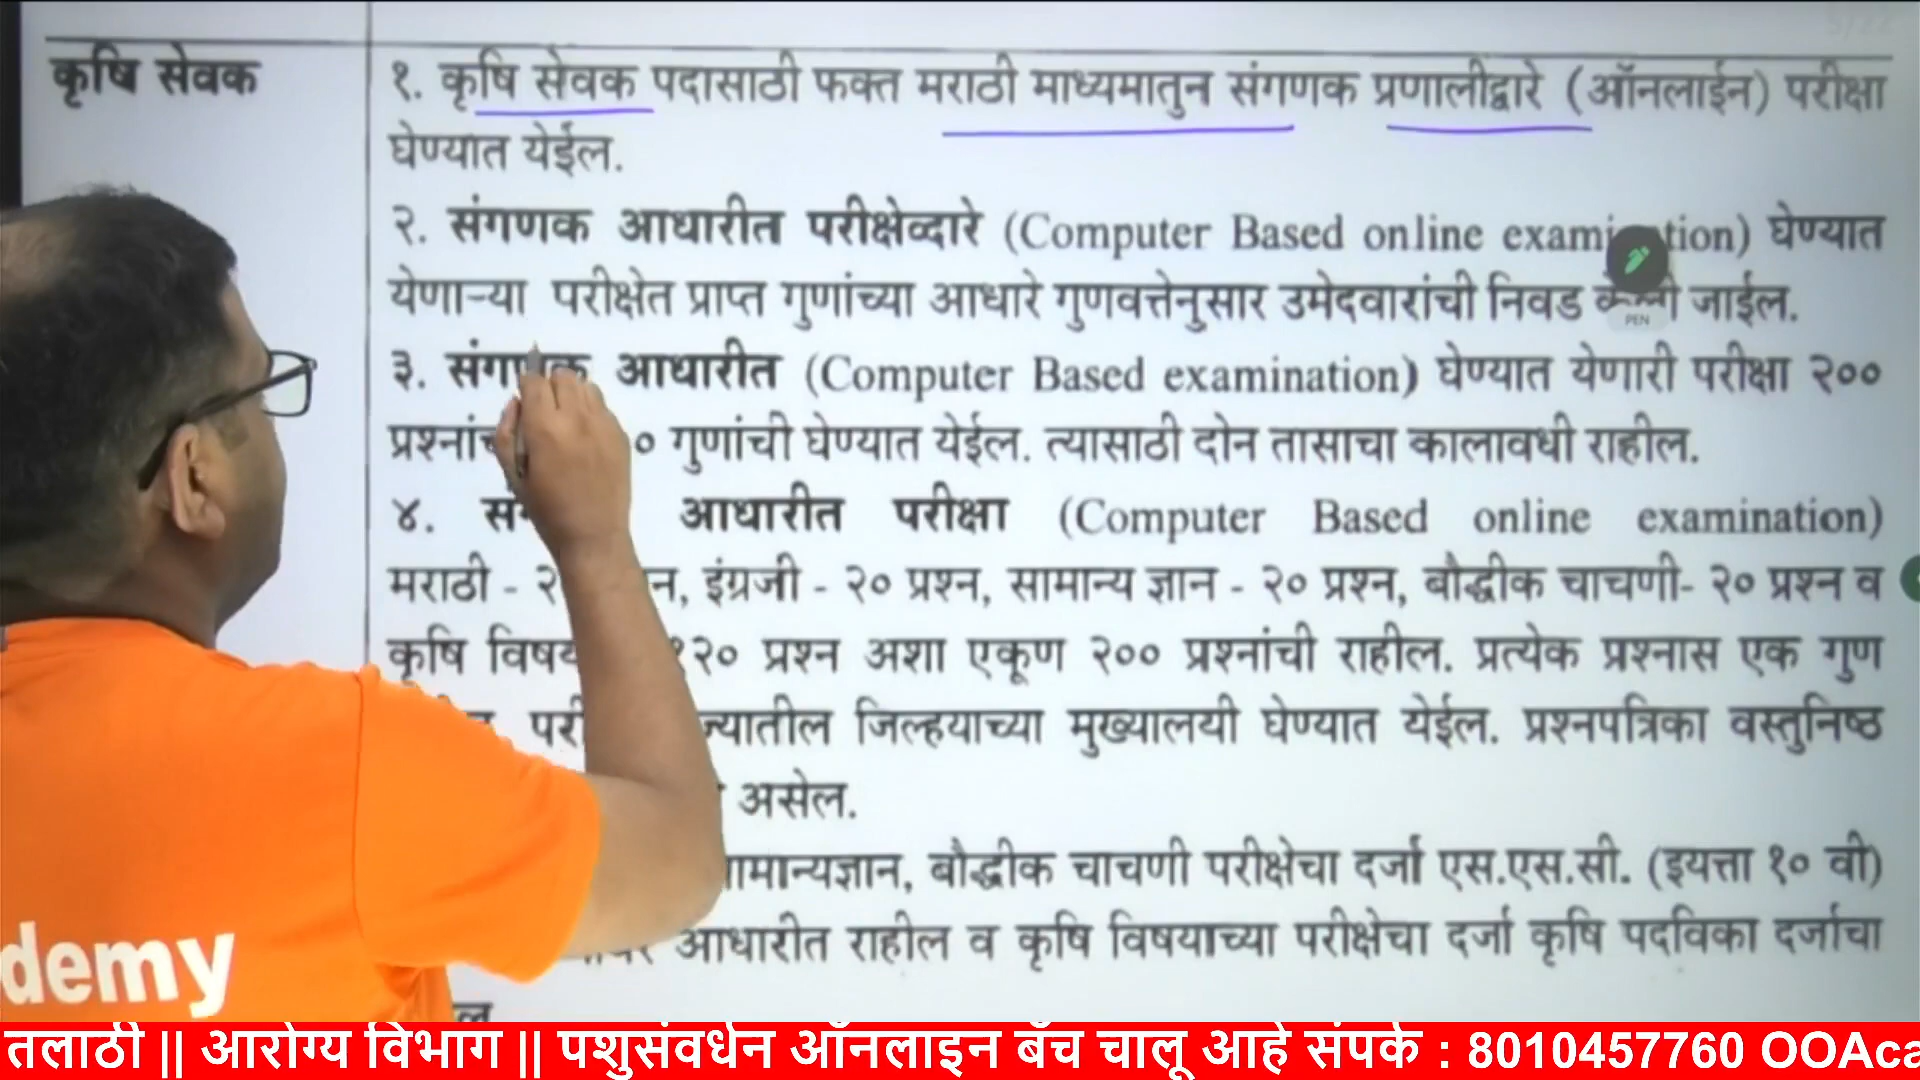 कृषि सेवक
१. कृषि सेवक पदासाठी फक्त मराठी माध्यमातुन संगणक प्रणालीद्वारे (ऑनलाईन) परीक्षा
घेण्यात येईल.
२. संगणक आधारीत परीक्षेव्दारे (Computer Based online घेण्यात
येणाऱ्या परीक्षेत प्राप्त गुणांच्या आधारे गुणवत्तेनुसार उमेदवारांची निवड जाईल.
PEN
३. आधारीत (Computer Based examination) घेण्यात येणारी परीक्षा २००
गुणांची घेण्यात येईल. त्यासाठी दोन तासाचा कालावधी राहील.
४. आधारीत परीक्षा (Computer Based online examination)
मराठी - इंग्रजी - २० प्रश्न, सामान्य ज्ञान - २० प्रश्न, बौद्धीक चाचणी- २० प्रश्न व
कृषि १२० प्रश्न अशा एकूण २०० प्रश्नांची राहील. प्रत्येक प्रश्नास एक गुण
जिल्हयाच्या मुख्यालयी घेण्यात येईल. प्रश्नपत्रिका वस्तुनिष्ठ
असेल.
बौद्धीक चाचणी परीक्षेचा दर्जा एस.एस.सी. (इयत्ता १० वी)
आधारीत राहील व कृषि विषयाच्या परीक्षेचा दर्जा कृषि पदविका दर्जाचा
demy
तलाठी || आरोग्य विभाग || पशुसंवर्धन ऑनलाइन बॅच चालू आहे संपर्क : 8010457760 OOAca